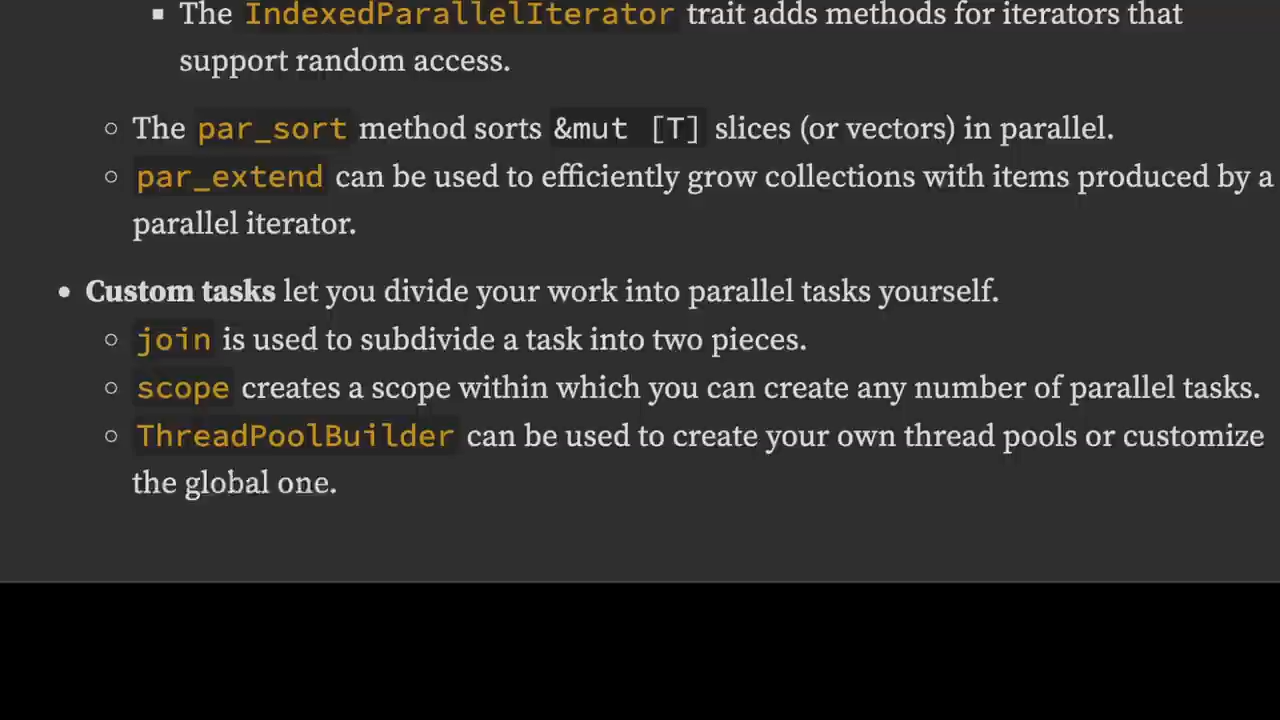 The IndexedParallelIterator trait adds methods for iterators that
support random access.
The par_sort method sorts &mut [T] slices (or vectors) in parallel.
par_extend can be used to efficiently grow collections with items produced by a
parallel iterator.
Custom tasks let you divide your work into parallel tasks yourself.
join is used to subdivide a task into two pieces.
scope creates a scope within which you can create any number of parallel tasks.
ThreadPoolBuilder can be used to create your own thread pools or customize
the global one.